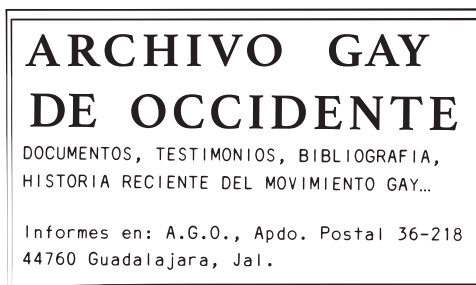 ARCHIVO GAY
DE OCCIDENTE
DOCUMENTOS, TESTIMONIOS, BIBLIOGRAFIA,
HISTORIA RECIENTE DEL MOVIMIENTO GAY...
Informes en: A.G.O., Apdo. Postal 36-218
44760 Guadalajara, Jal.